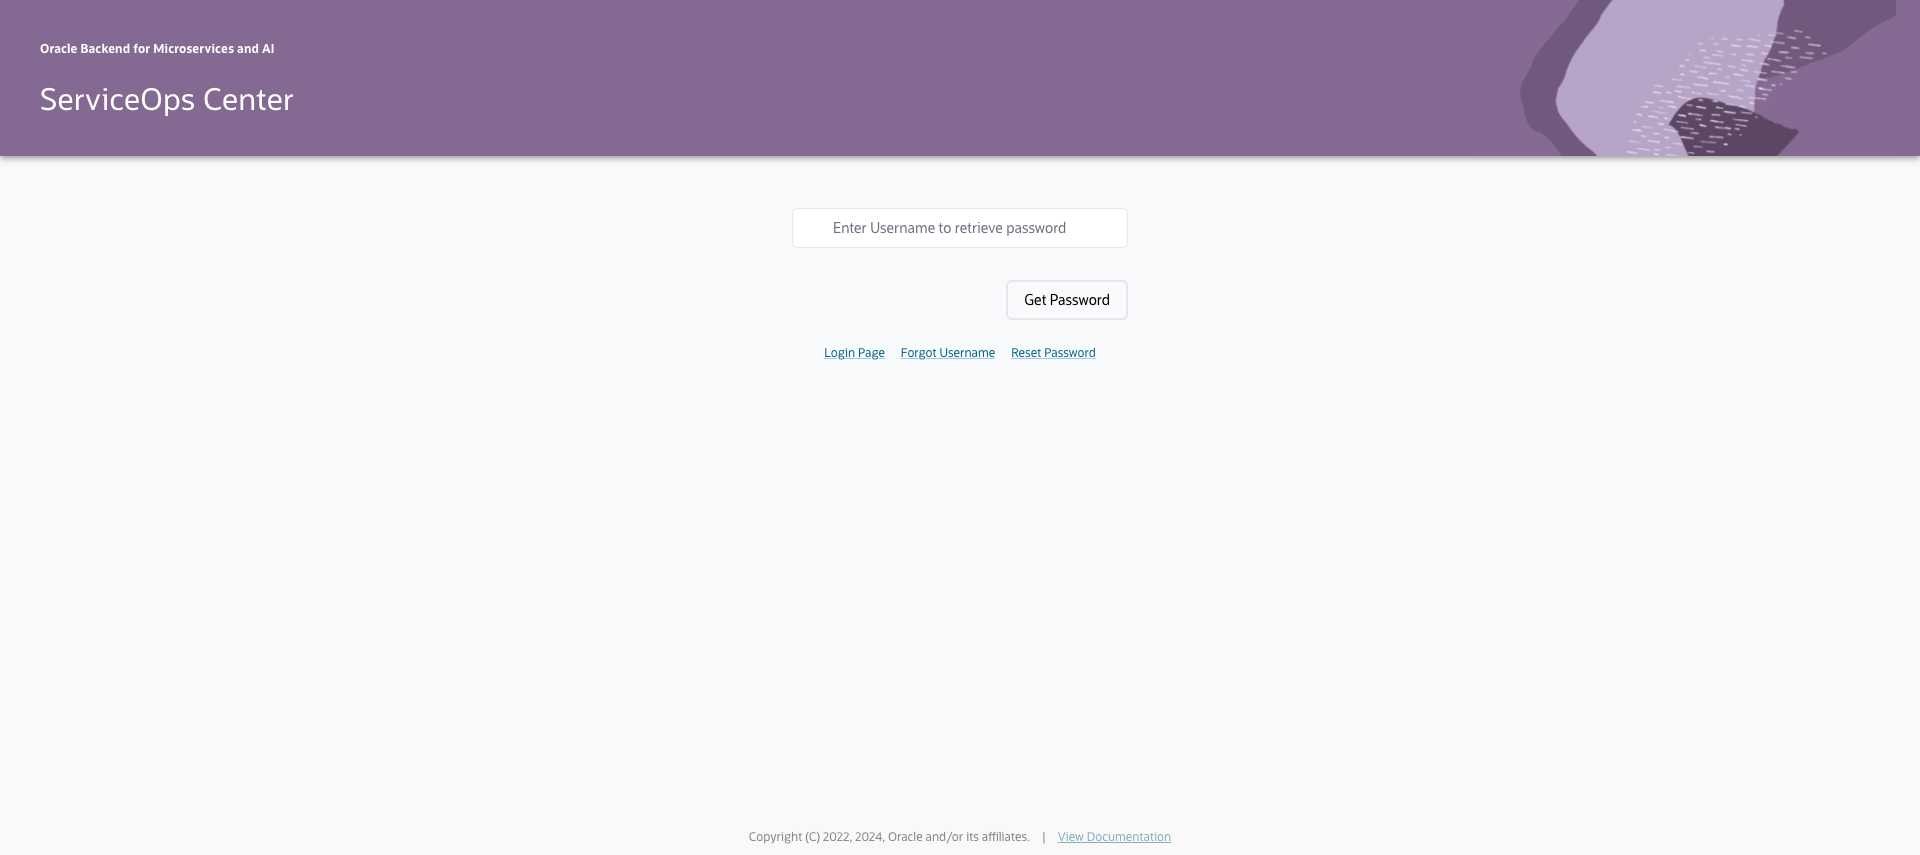 Oracle Backend for Microservices and AI
ServiceOps Center
Enter Username to retrieve password
Get Password
Login Page Forgot Username Reset Password
Copyright (C) 2022, 2024, Oracle and/or its affiliates. | View Documentation